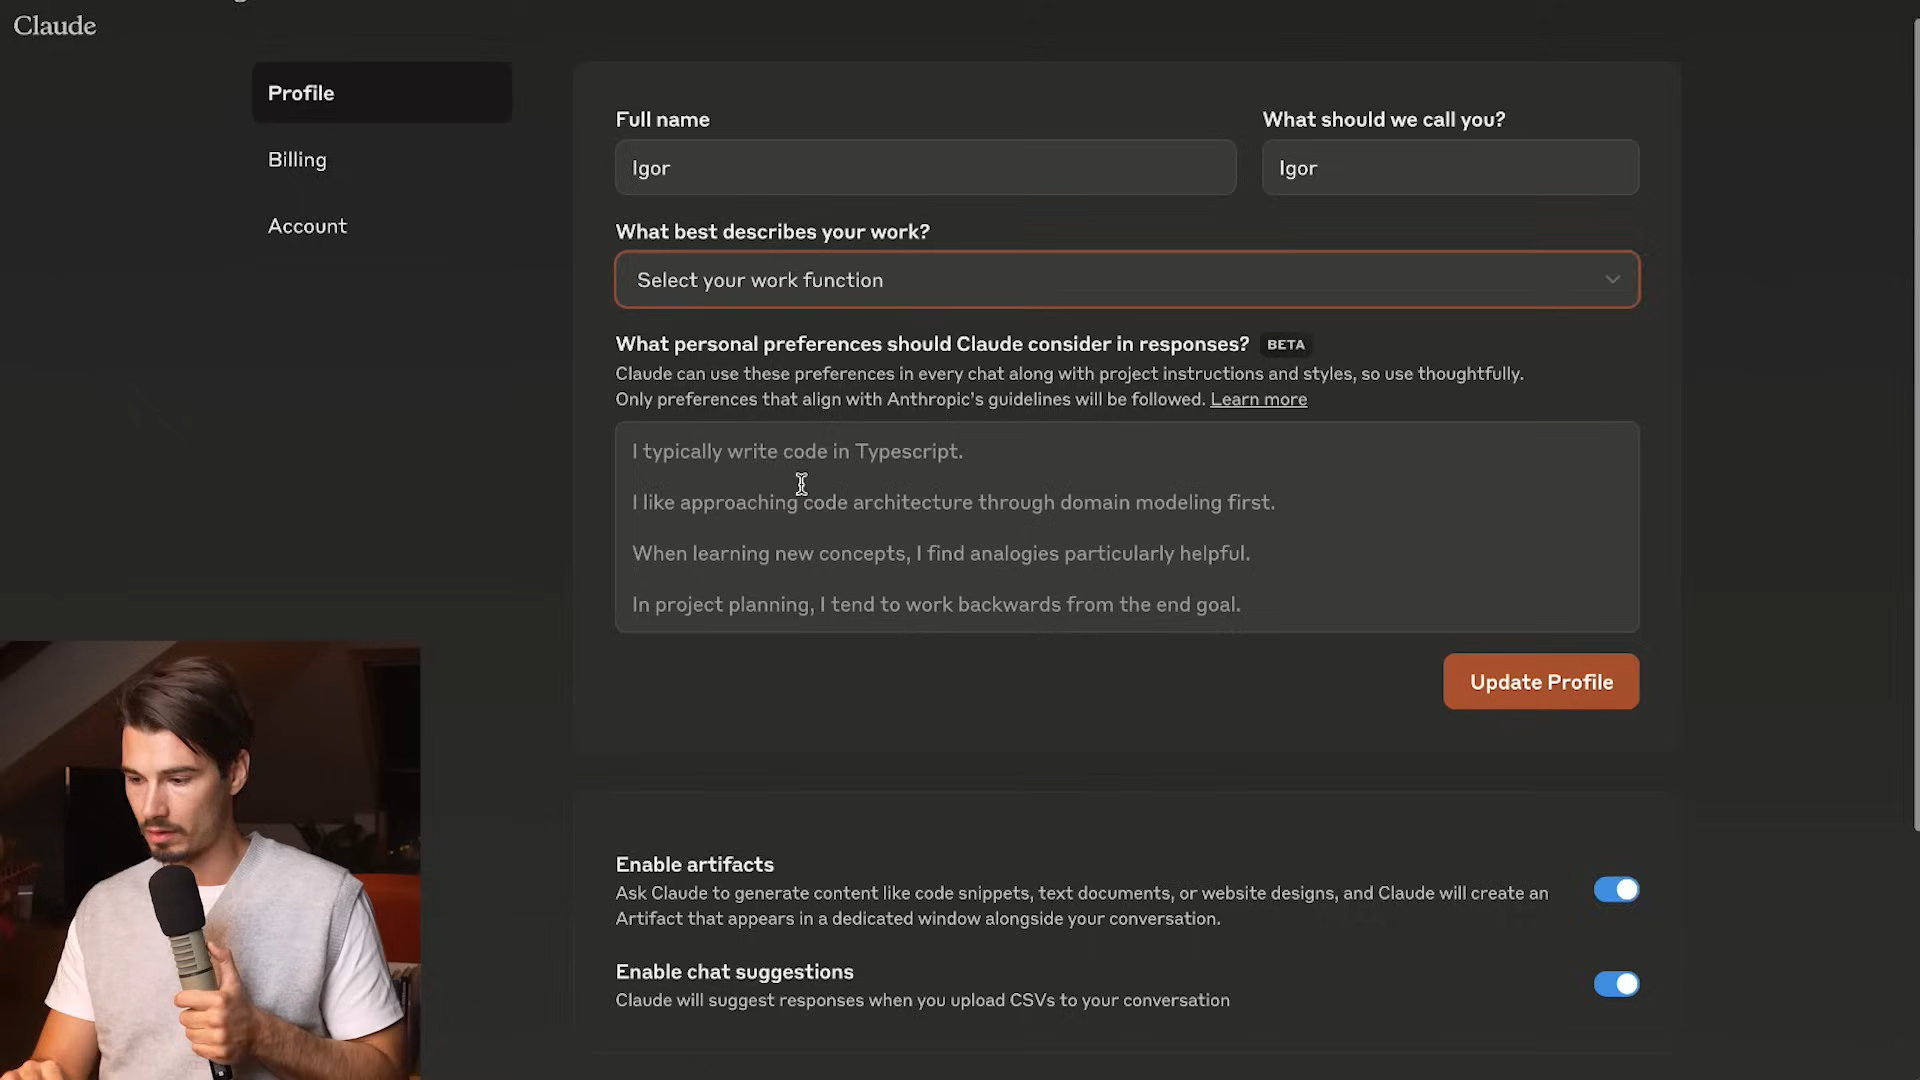 Claude
Profile
Billing
Account
Full name
What should we call you?
Igor
Igor
What best describes your work?
Select your work function
What personal preferences should Claude consider in responses? BETA
Claude can use these preferences in every chat along with project instructions and styles, so use thoughtfully.
Only preferences that align with Anthropic's guidelines will be followed. Learn more
I typically write code in Typescript.
I like approaching code architecture through domain modeling first.
When learning new concepts, I find analogies particularly helpful.
In project planning, I tend to work backwards from the end goal.
Update Profile
Enable artifacts
Ask Claude to generate content like code snippets, text documents, or website designs, and Claude will create an
Artifact that appears in a dedicated window alongside your conversation.
Enable chat suggestions
Claude will suggest responses when you upload CSVs to your conversation